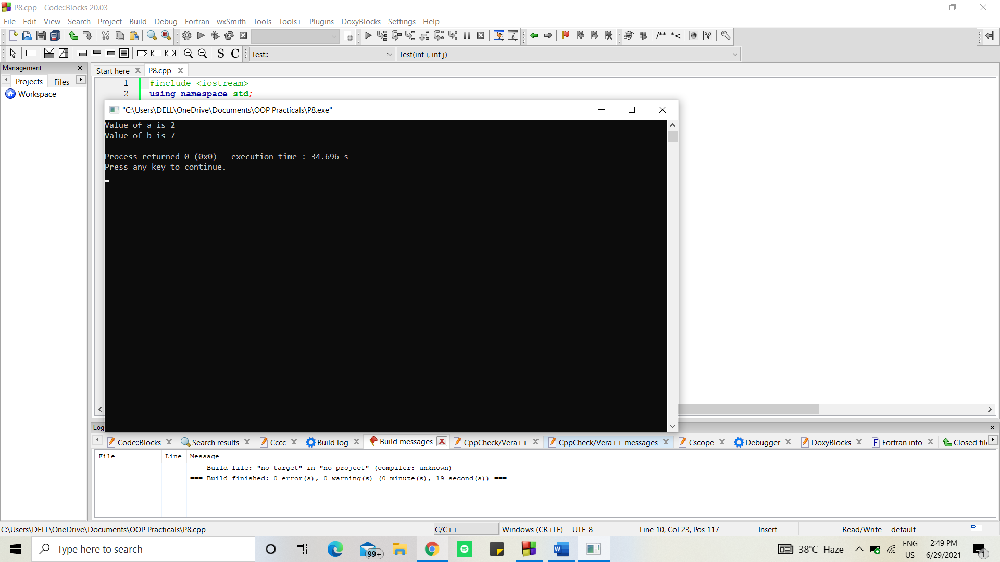 P8.cpp - Code::Blocks 20.03
File Edit View Search Project Build Debug Fortran wxSmith Tools Tools+ Plugins DoxyBlocks Settings Help
/** *<
S C Test:: Test(int i, int j)
Management
Start here P8.cpp
Projects Files
Workspace
1 #include <iostream>
2 using namespace std;
"C:\Users\DELL\OneDrive\Documents\OOP Practicals\P8.exe"
Value of a is 2
Value of b is 7
Process returned 0 (0x0)   execution time : 34.696 s
Press any key to continue.
Log
Code::Blocks Search results Cccc Build log Build messages CppCheck/Vera++ CppCheck/Vera++ messages Cscope Debugger DoxyBlocks Fortran info Closed file
File Line Message
=== Build file: "no target" in "no project" (compiler: unknown) ===
=== Build finished: 0 error(s), 0 warning(s) (0 minute(s), 19 second(s)) ===
C:\Users\DELL\OneDrive\Documents\OOP Practicals\P8.cpp C/C++ Windows (CR+LF) UTF-8 Line 10, Col 23, Pos 117 Insert Read/Write default
Type here to search 99+ 38°C Haze ENG US 2:49 PM 6/29/2021 1